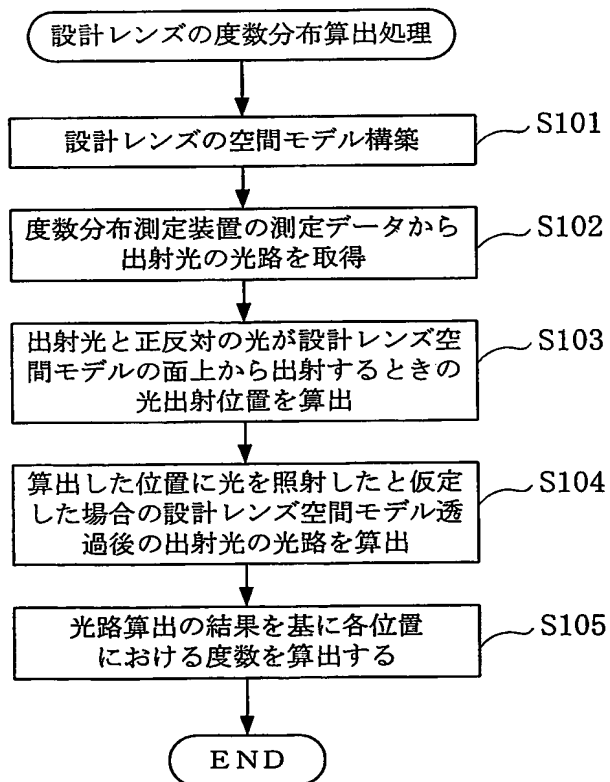 設計レンズの度数分布算出処理
設計レンズの空間モデル構築
S101
度数分布測定装置の測定データから
出射光の光路を取得
S102
出射光と正反対の光が設計レンズ空
間モデルの面上から出射するときの
光出射位置を算出
S103
算出した位置に光を照射したと仮定
した場合の設計レンズ空間モデル透
過後の出射光の光路を算出
S104
光路算出の結果を基に各位置
における度数を算出する
S105
END